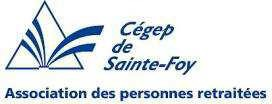 Cégep
de
Sainte-Foy
Association des personnes retraitées